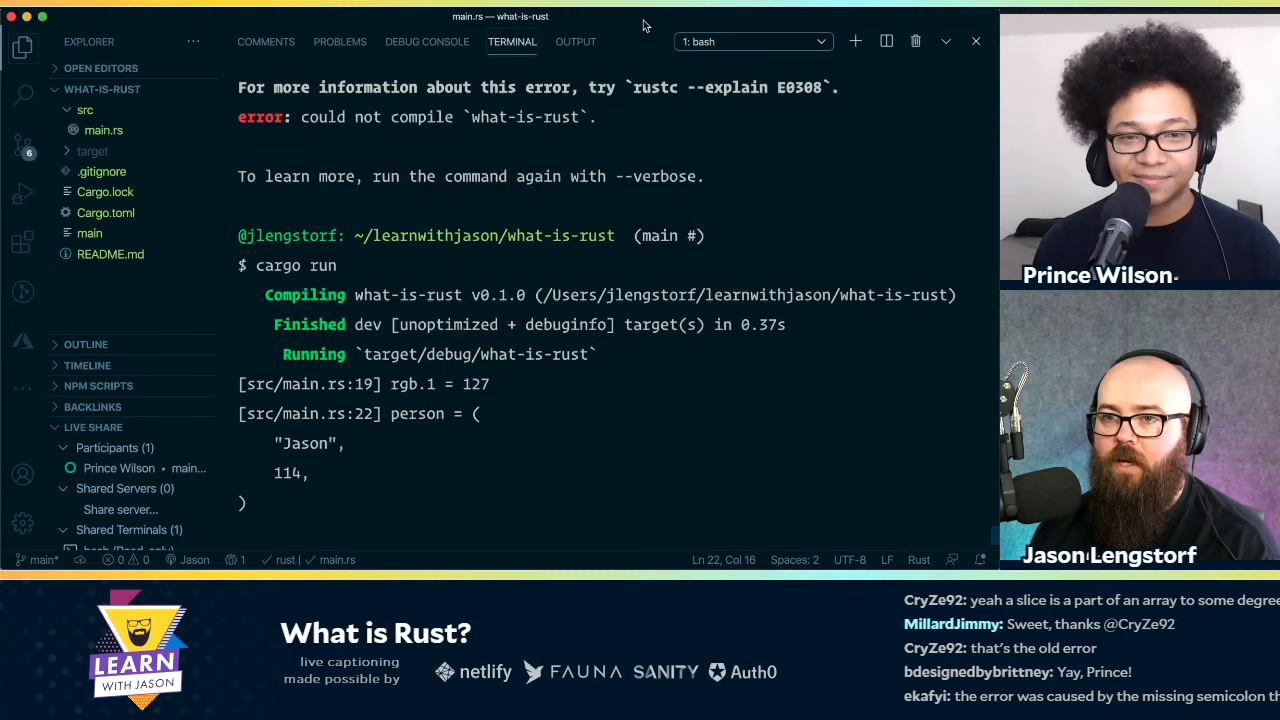 main.rs — what-is-rust
EXPLORER
OPEN EDITORS
WHAT-IS-RUST
src
main.rs
target
.gitignore
Cargo.lock
Cargo.toml
main
README.md
OUTLINE
TIMELINE
NPM SCRIPTS
BACKLINKS
LIVE SHARE
Participants (1)
Prince Wilson • main...
Shared Servers (0)
Share server...
Shared Terminals (1)
6
COMMENTS PROBLEMS DEBUG CONSOLE TERMINAL OUTPUT 1: bash
For more information about this error, try `rustc --explain E0308`.
error: could not compile `what-is-rust`.
To learn more, run the command again with --verbose.
@jlengstorf: ~/learnwithjason/what-is-rust (main #)
$ cargo run
Compiling what-is-rust v0.1.0 (/Users/jlengstorf/learnwithjason/what-is-rust)
Finished dev [unoptimized + debuginfo] target(s) in 0.37s
Running `target/debug/what-is-rust`
[src/main.rs:19] rgb.1 = 127
[src/main.rs:22] person = (
"Jason",
114,
)
main* 0 0 Jason 1 rust main.rs Ln 22, Col 16 Spaces: 2 UTF-8 LF Rust
Prince Wilson
Jason Lengstorf
LEARN
WITH JASON
What is Rust?
live captioning
made possible by
netlify FAUNA SANITY Auth0
CryZe92: yeah a slice is a part of an array to some degree
MillardJimmy: Sweet, thanks @CryZe92
CryZe92: that's the old error
bdesignedbybrittney: Yay, Prince!
ekafyi: the error was caused by the missing semicolon th